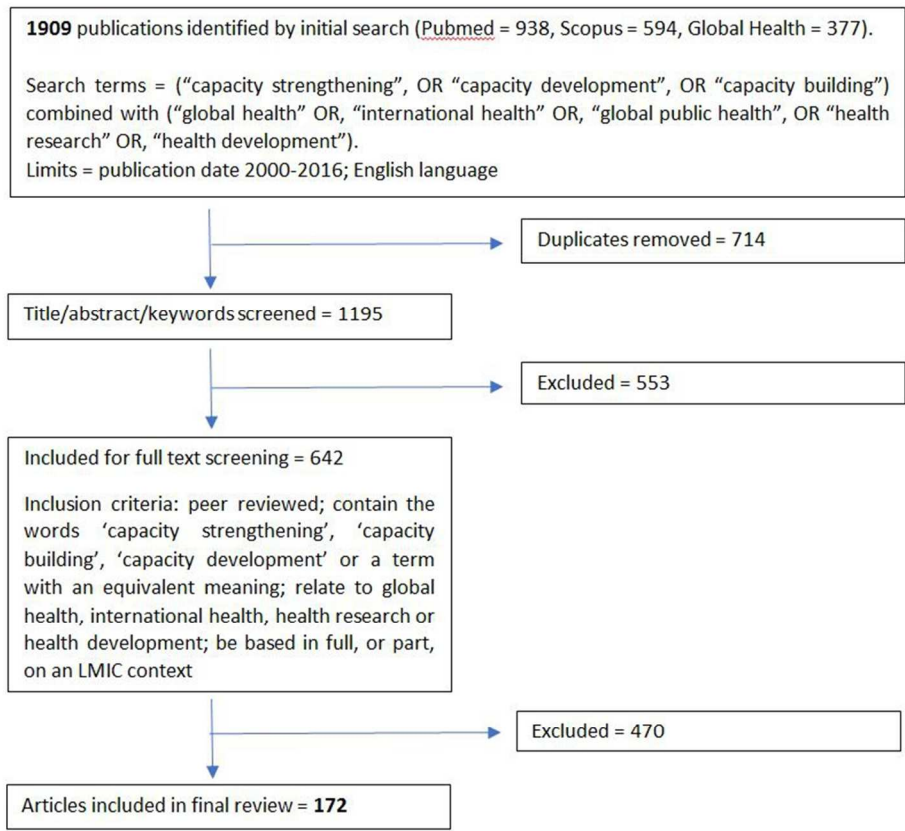 1909 publications identified by initial search (Pubmed = 938, Scopus = 594, Global Health = 377).
Search terms = (“capacity strengthening”, OR “capacity development”, OR “capacity building”)
combined with (“global health” OR, “international health” OR, “global public health”, OR “health
research” OR, “health development”).
Limits = publication date 2000-2016; English language
Duplicates removed = 714
Title/abstract/keywords screened = 1195
Excluded = 553
Included for full text screening = 642
Inclusion criteria: peer reviewed; contain the
words ‘capacity strengthening’, ‘capacity
building’, ‘capacity development’ or a term
with an equivalent meaning; relate to global
health, international health, health research or
health development; be based in full, or part,
on an LMIC context
Excluded = 470
Articles included in final review = 172